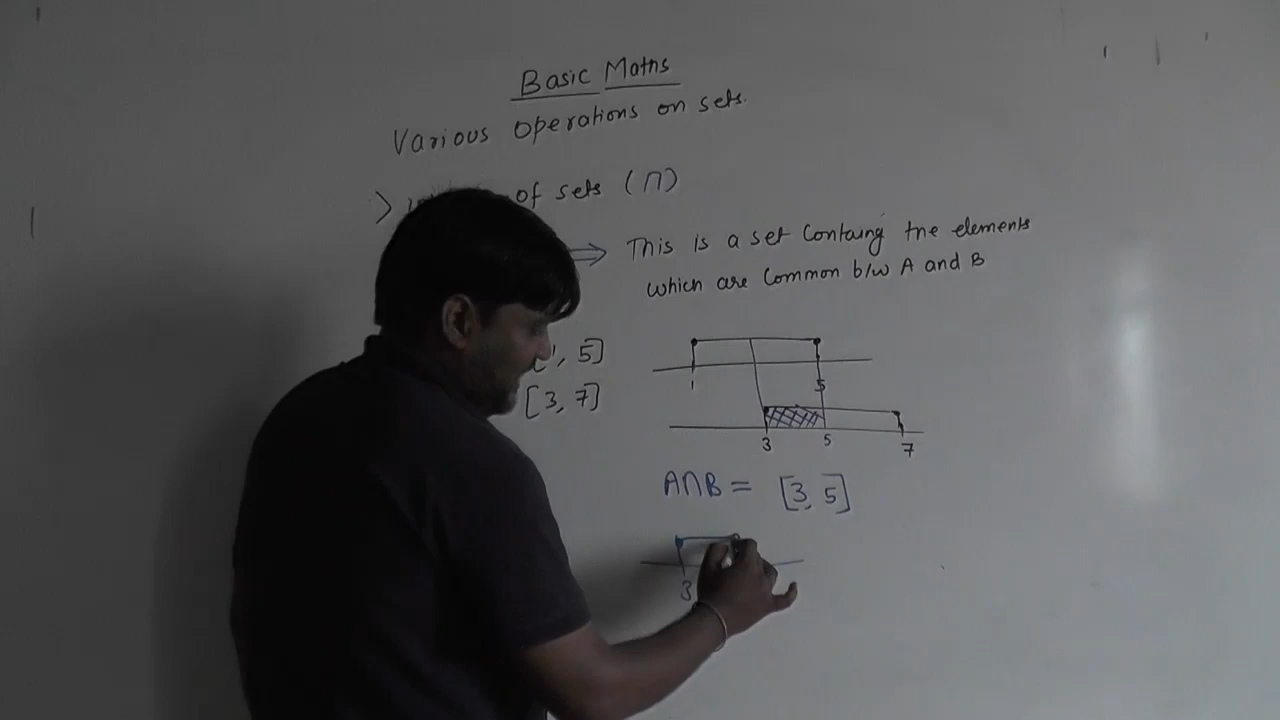 Basic Maths
Various operations on sets.
> of sets (∩)
⇒ This is a set Containg the elements
which are Common b/w A and B
, 5]
[3, 7]
1 5
3 5 7
A∩B = [3, 5]
3